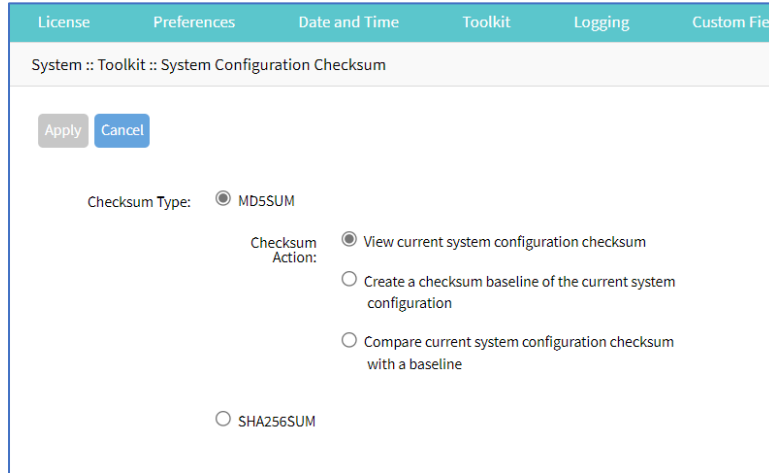 License Preferences Date and Time Toolkit Logging Custom Fie
System :: Toolkit :: System Configuration Checksum
Apply Cancel
Checksum Type: MD5SUM
Checksum Action: View current system configuration checksum
Create a checksum baseline of the current system
configuration
Compare current system configuration checksum
with a baseline
SHA256SUM